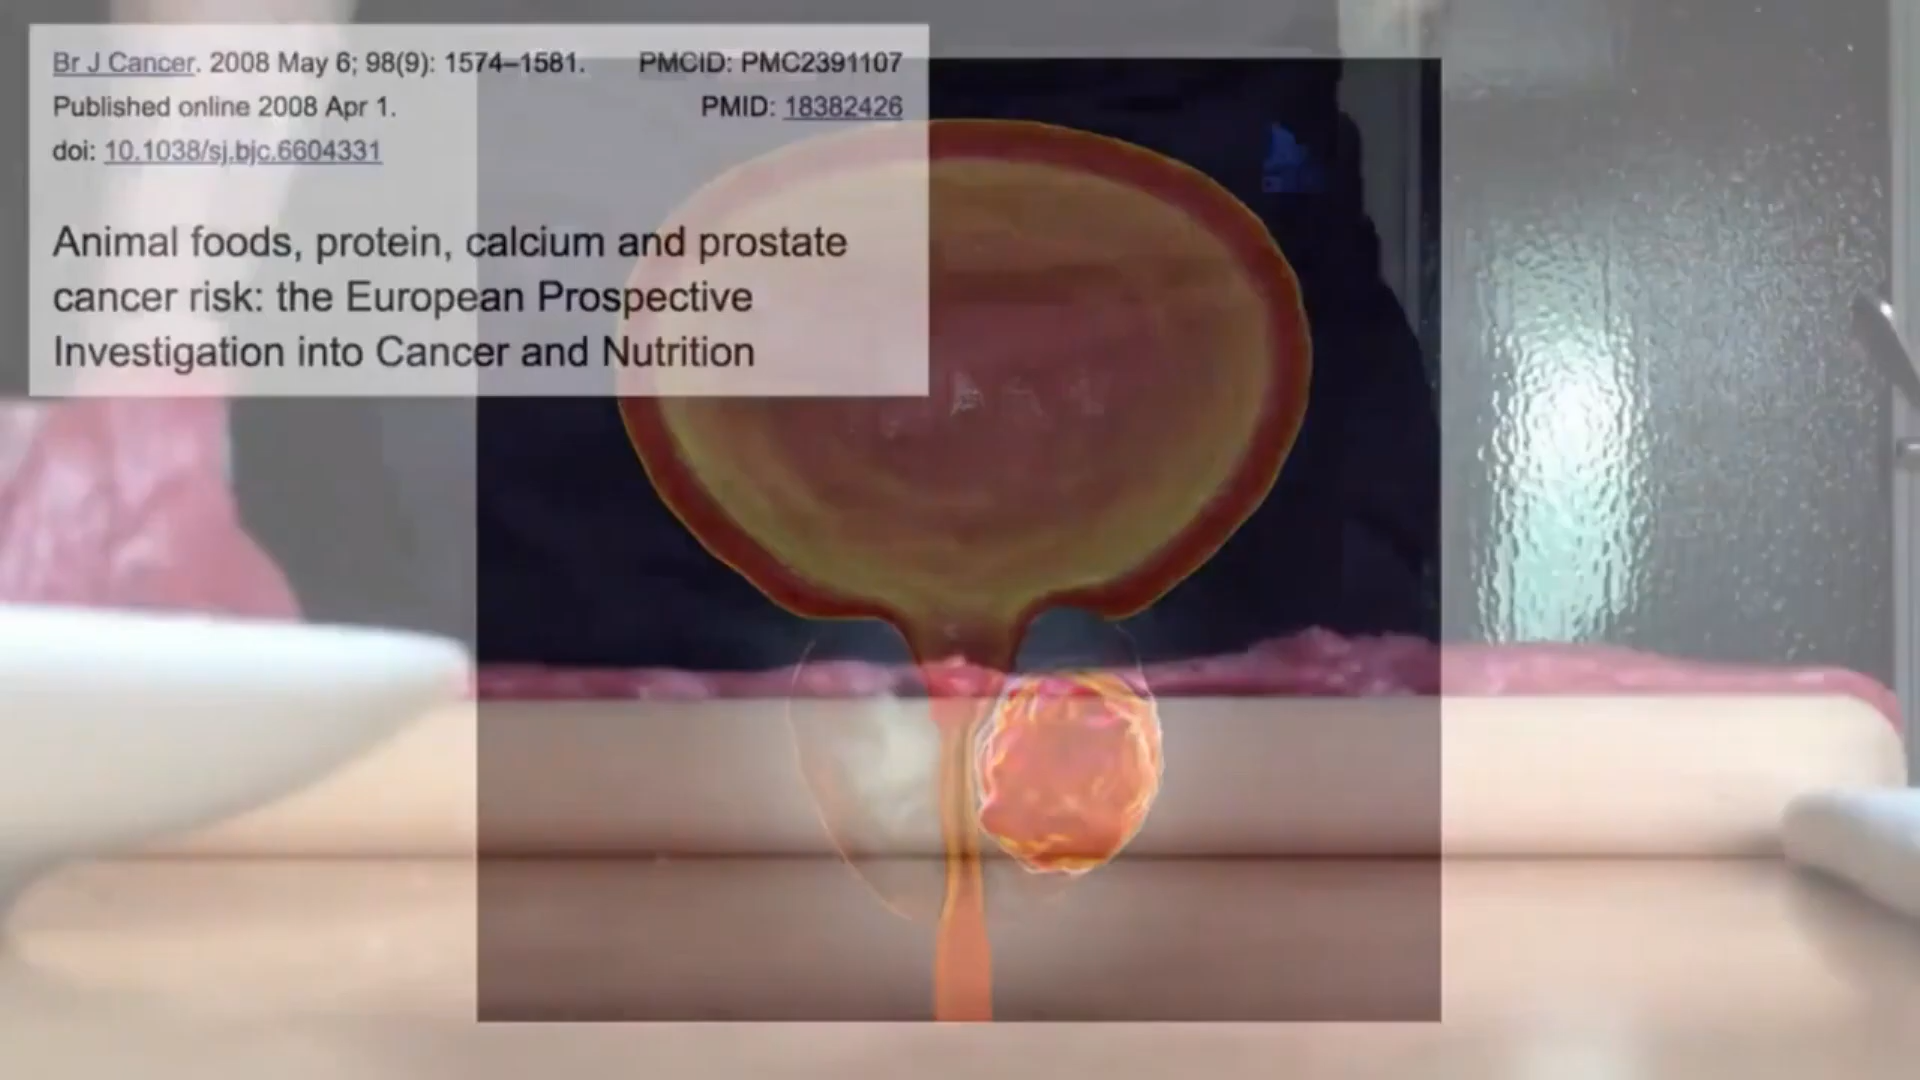 Br J Cancer. 2008 May 6; 98(9): 1574–1581. PMCID: PMC2391107
Published online 2008 Apr 1. PMID: 18382426
doi: 10.1038/sj.bjc.6604331
Animal foods, protein, calcium and prostate
cancer risk: the European Prospective
Investigation into Cancer and Nutrition